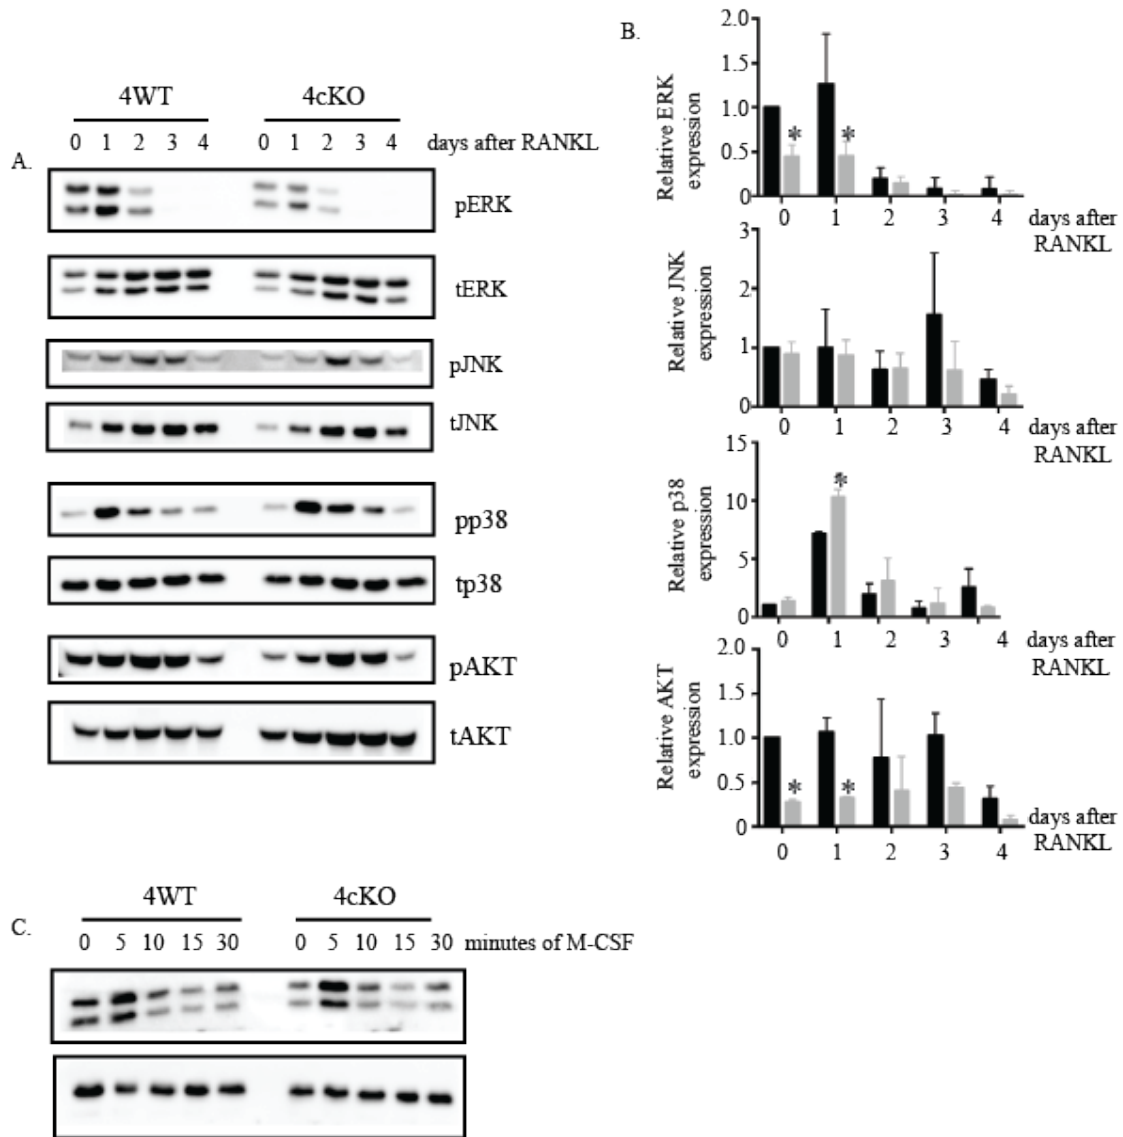 A.
4WT 4cKO
0 1 2 3 4 0 1 2 3 4 days after RANKL
pERK
tERK
pJNK
tJNK
pp38
tp38
pAKT
tAKT
B.
Relative ERK
expression
2.0
1.5
1.0
0.5
0
* *
0 1 2 3 4 days after
RANKL
Relative JNK
expression
3
2
1
0
0 1 2 3 4 days after
RANKL
Relative p38
expression
15
10
5
0
*
0 1 2 3 4 days after
RANKL
Relative AKT
expression
2.0
1.5
1.0
0.5
0
* *
0 1 2 3 4 days after
RANKL
C.
4WT 4cKO
0 5 10 15 30 0 5 10 15 30 minutes of M-CSF